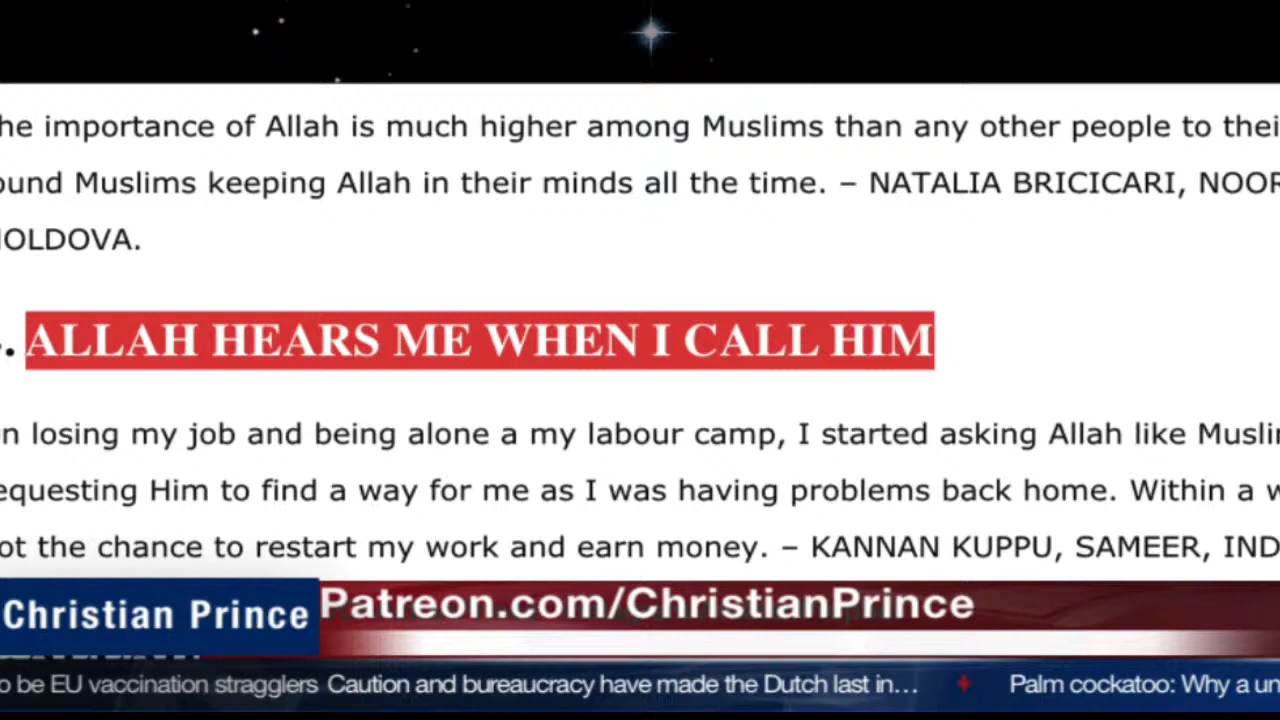 he importance of Allah is much higher among Muslims than any other people to thei
ound Muslims keeping Allah in their minds all the time. – NATALIA BRICICARI, NOOR
OLDOVA.
. ALLAH HEARS ME WHEN I CALL HIM
n losing my job and being alone a my labour camp, I started asking Allah like Muslim
equesting Him to find a way for me as I was having problems back home. Within a w
ot the chance to restart my work and earn money. – KANNAN KUPPU, SAMEER, IND
Christian Prince
Patreon.com/ChristianPrince
o be EU vaccination stragglers Caution and bureaucracy have made the Dutch last in… Palm cockatoo: Why a un